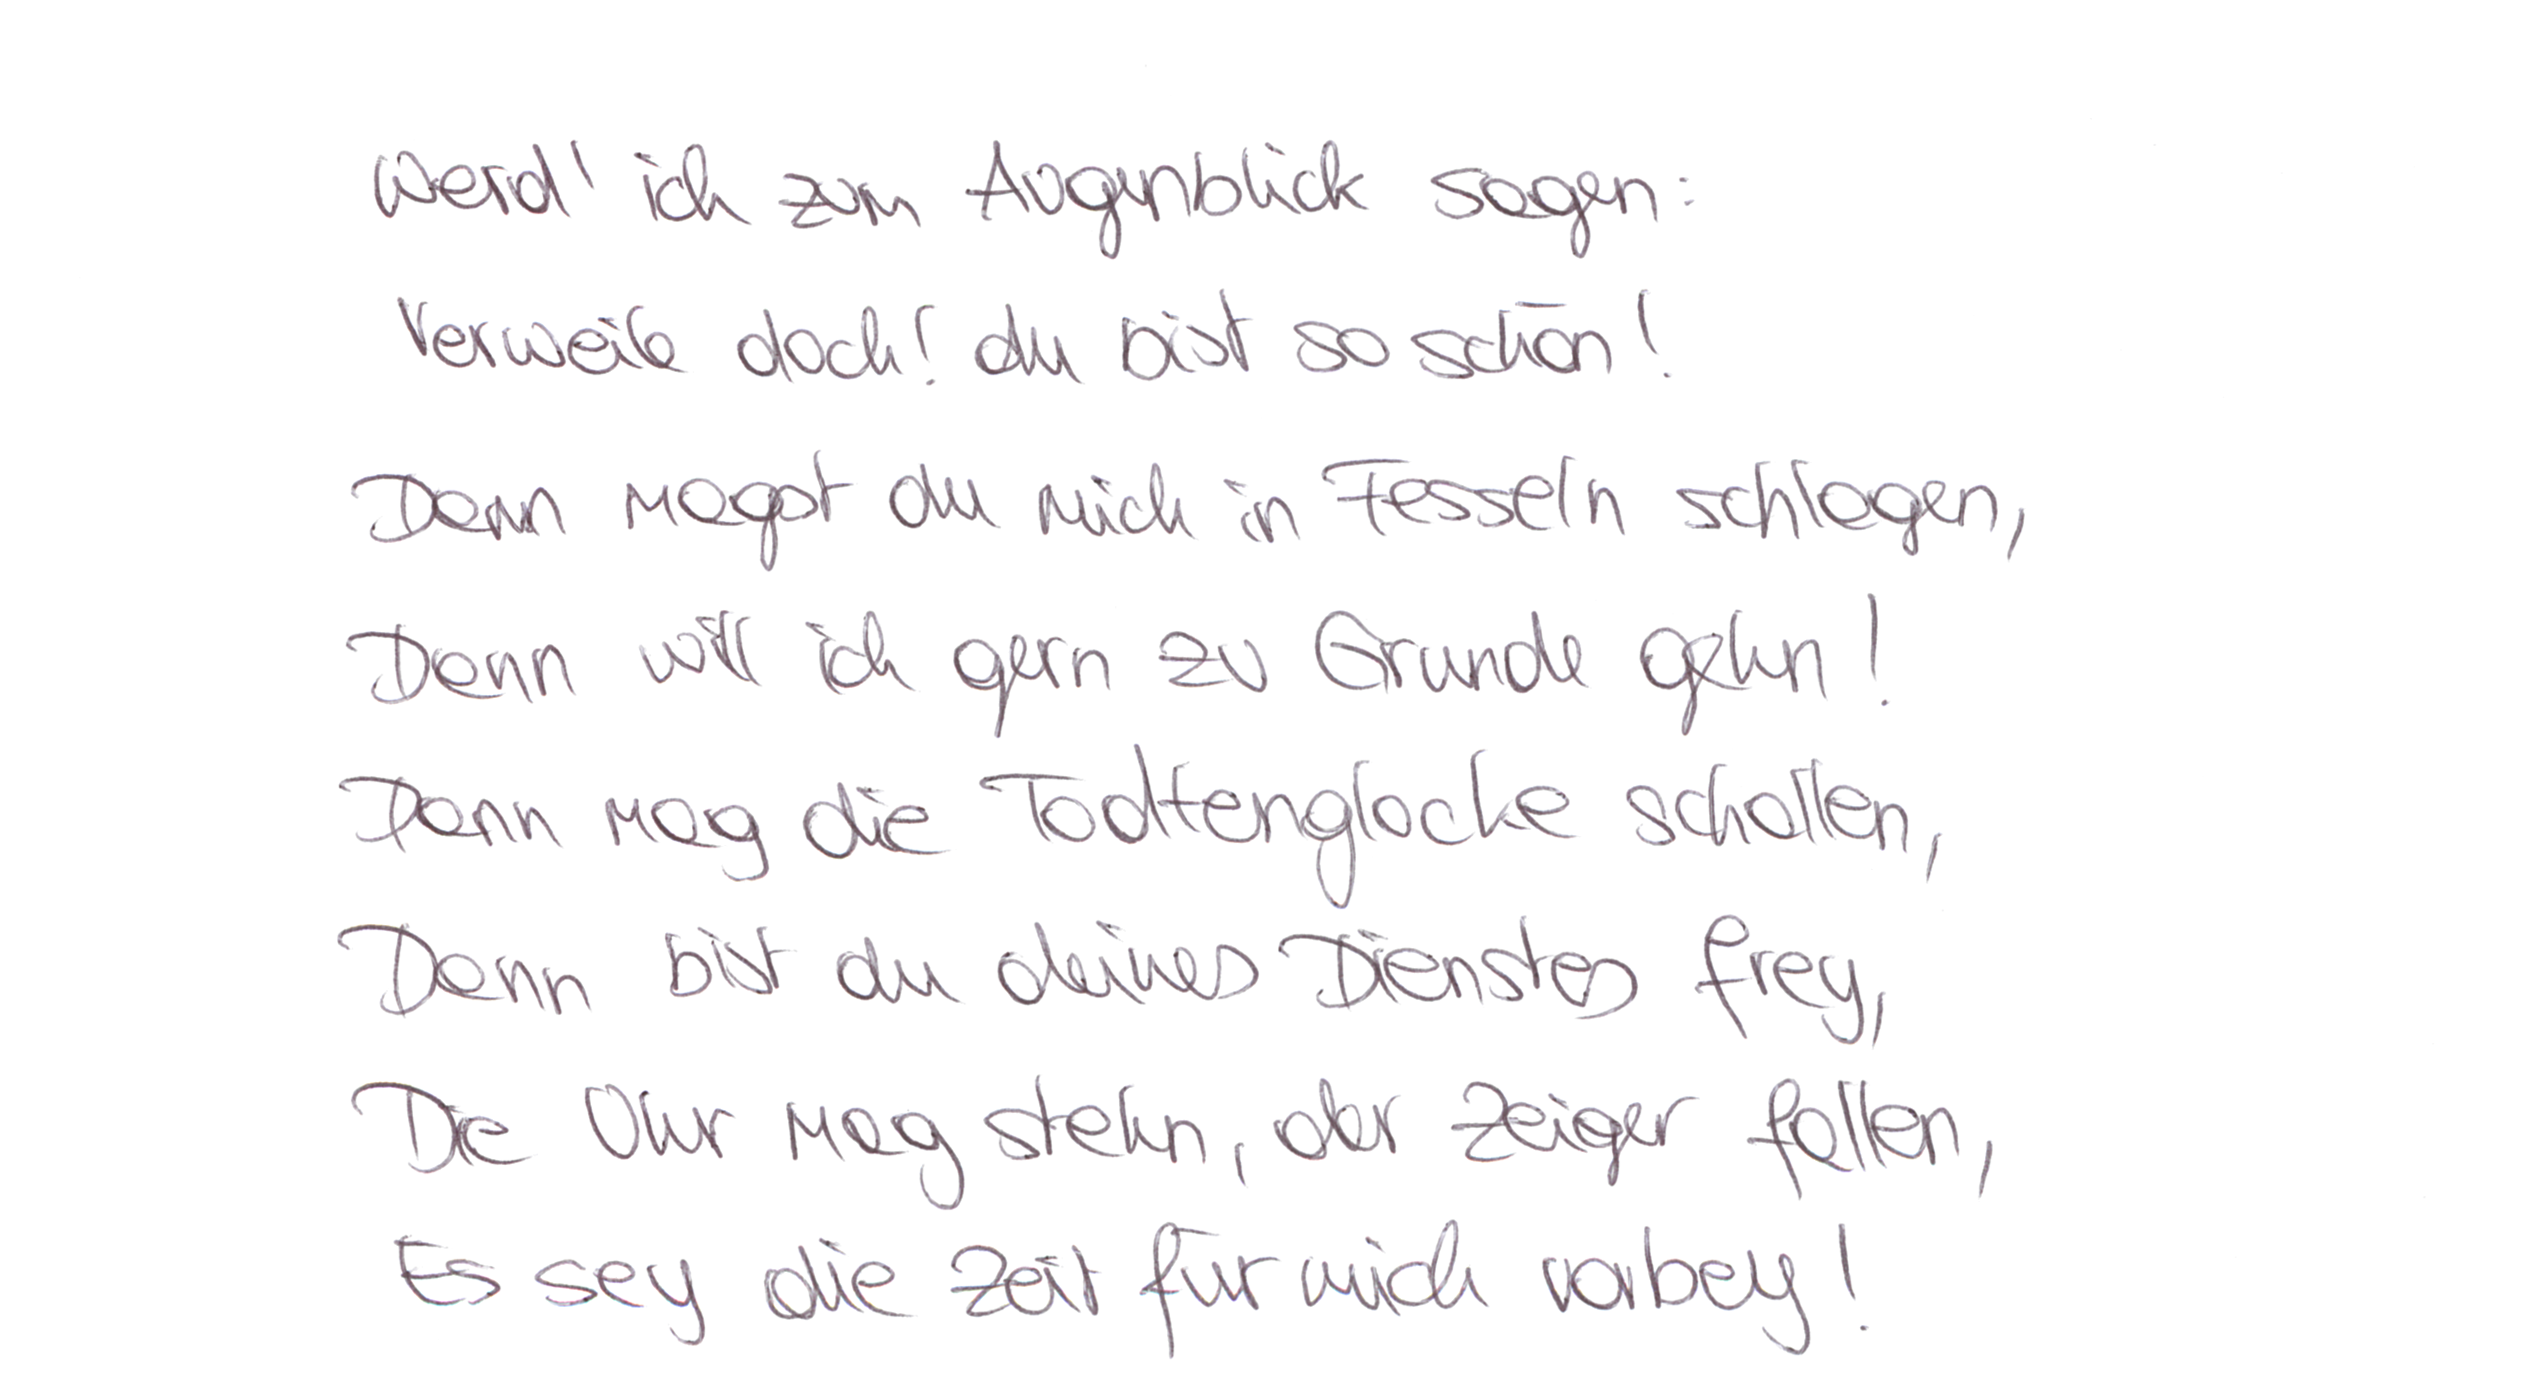 Werd' ich zum Augenblick sagen:
Verweile doch! du bist so schön!
Dann magst du mich in Fesseln schlagen,
Dann will ich gern zu Grunde gehn!
Dann mag die Todtenglocke schallen,
Dann bist du deines Dienstes frey,
Die Uhr mag stehn, der Zeiger fallen,
Es sey die Zeit für mich vorbey!